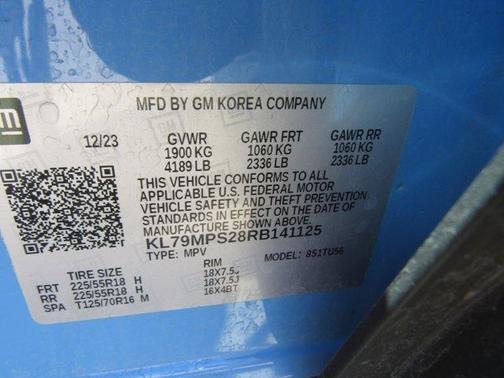 gm
MFD BY GM KOREA COMPANY
12/23 GVWR GAWR FRT GAWR RR
1900 KG 1060 KG 1060 KG
4189 LB 2336 LB 2336 LB
THIS VEHICLE CONFORMS TO ALL
APPLICABLE U.S. FEDERAL MOTOR
VEHICLE SAFETY AND THEFT PREVENTION
STANDARDS IN EFFECT ON THE DATE OF
MANUFACTURE SHOWN ABOVE.
KL79MPS28RB141125
TYPE: MPV MODEL: 851TU56
TIRE SIZE RIM
FRT 225/55R18 H 18X7.5J
RR 225/55R18 H 18X7.5J
SPA T125/70R16 M 16X4BT